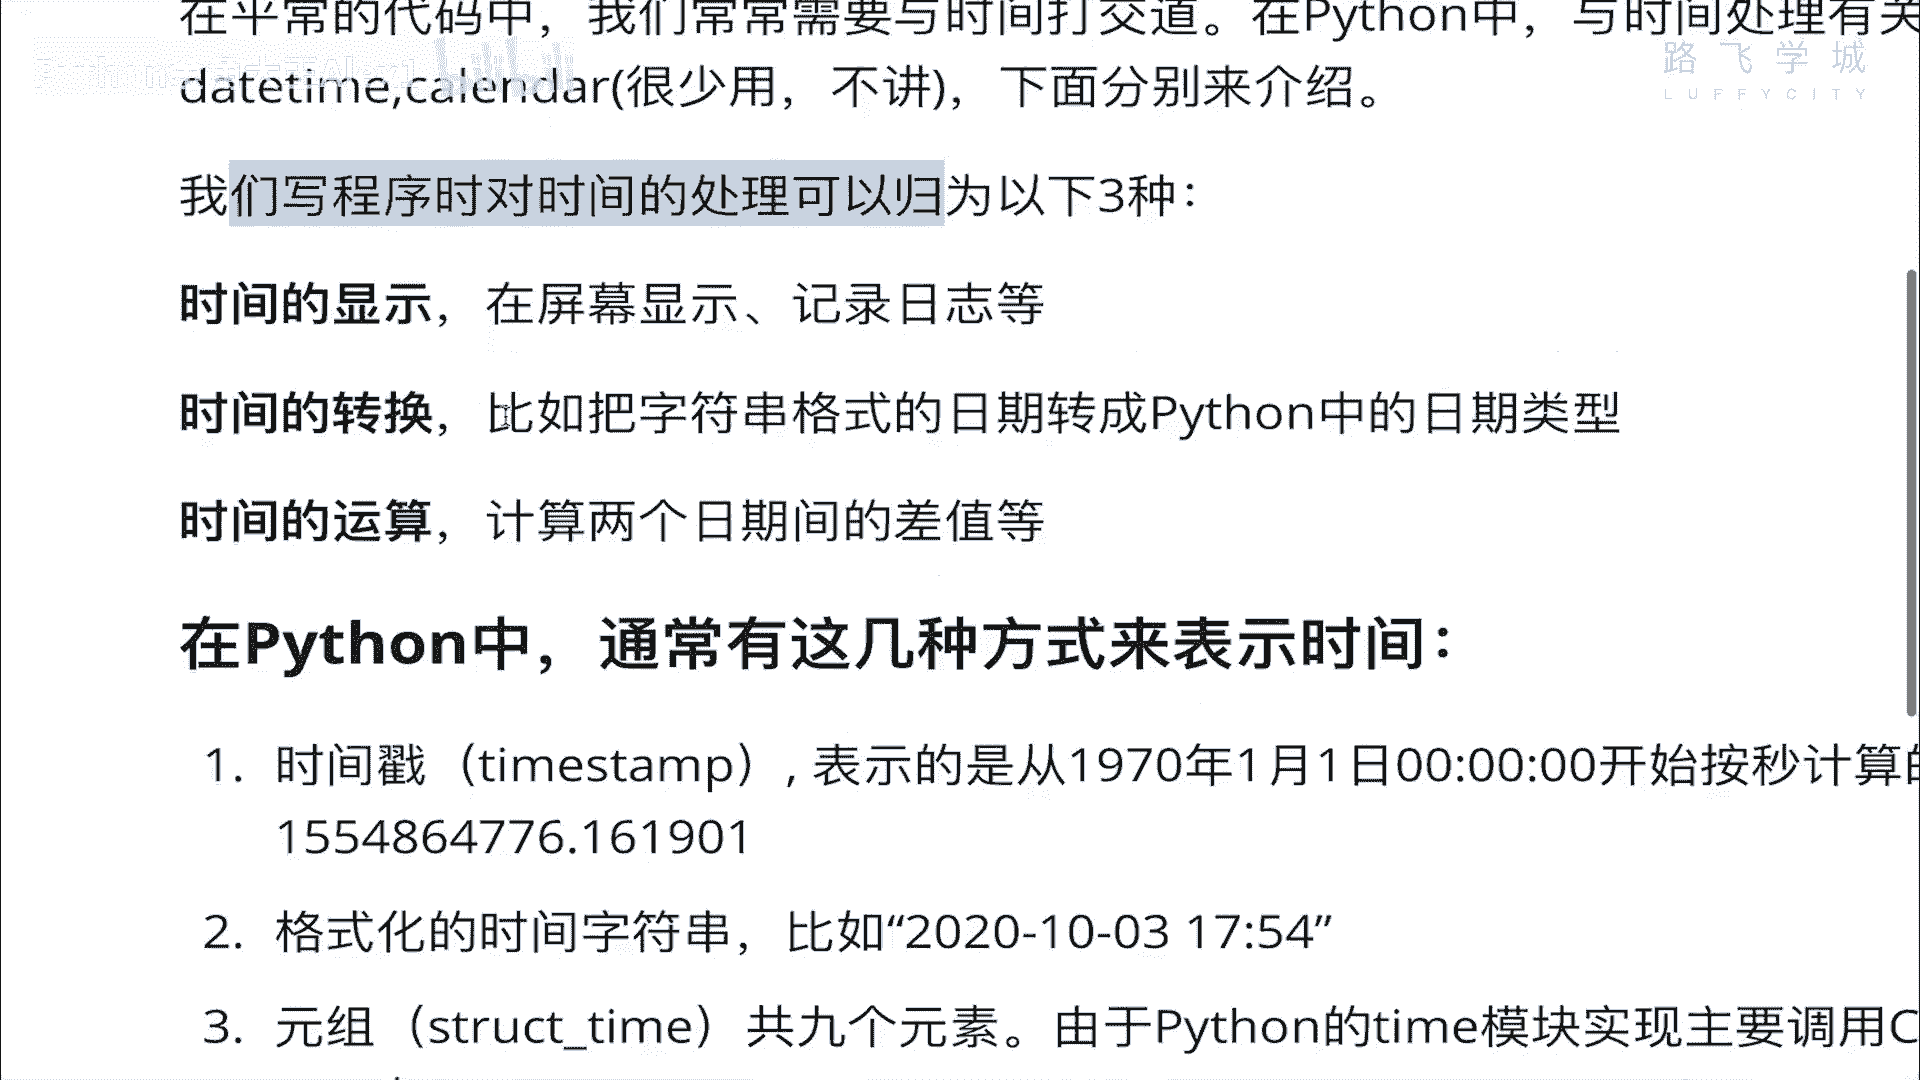 在平常的代码中，我们常常需要与时间打交道。在Python中，与时间处理有关
路飞学城
LUFFYCITY
datetime,calendar(很少用，不讲)，下面分别来介绍。
我们写程序时对时间的处理可以归为以下3种：
时间的显示，在屏幕显示、记录日志等
时间的转换，比如把字符串格式的日期转成Python中的日期类型
时间的运算，计算两个日期间的差值等
在Python中，通常有这几种方式来表示时间：
1. 时间戳（timestamp）, 表示的是从1970年1月1日00:00:00开始按秒计算的
1554864776.161901
2. 格式化的时间字符串，比如“2020-10-03 17:54”
3. 元组（struct_time）共九个元素。由于Python的time模块实现主要调用C